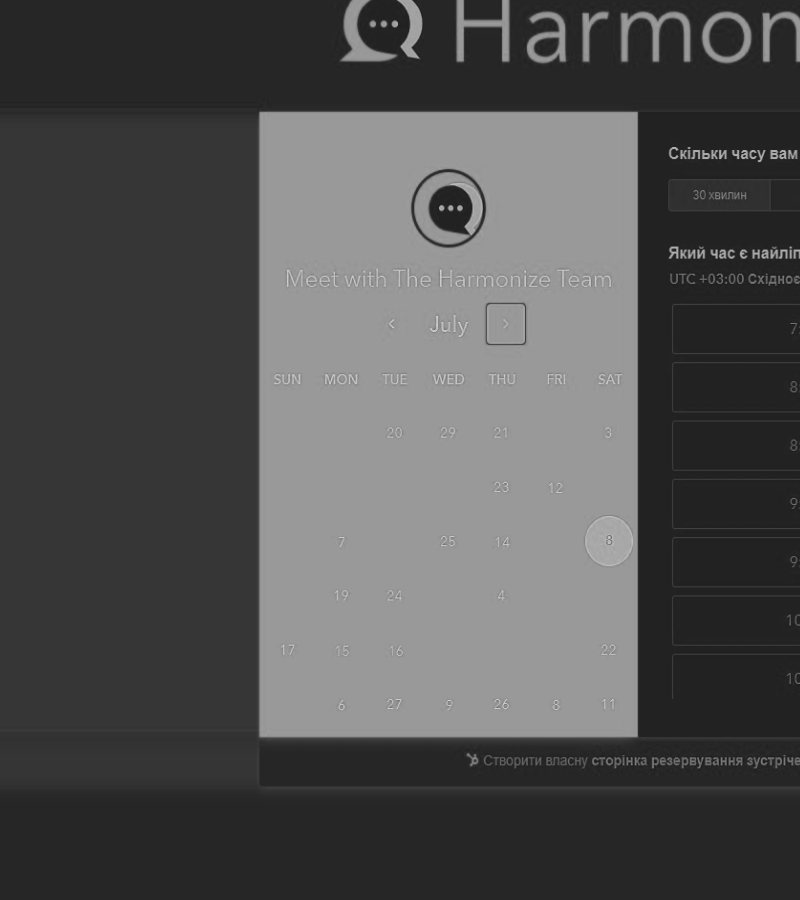 Harmon
Скільки часу вам
30 хвилин
Meet with The Harmonize Team
Який час є найліп
UTC +03:00 Східноє
July
SUN MON TUE WED THU FRI SAT
20 29 21 3
23 12
7 25 14 8
19 24 4
17 15 16 22
6 27 9 26 8 11
7:
8:
8:
9:
9:
10
10
Створити власну сторінка резервування зустріче